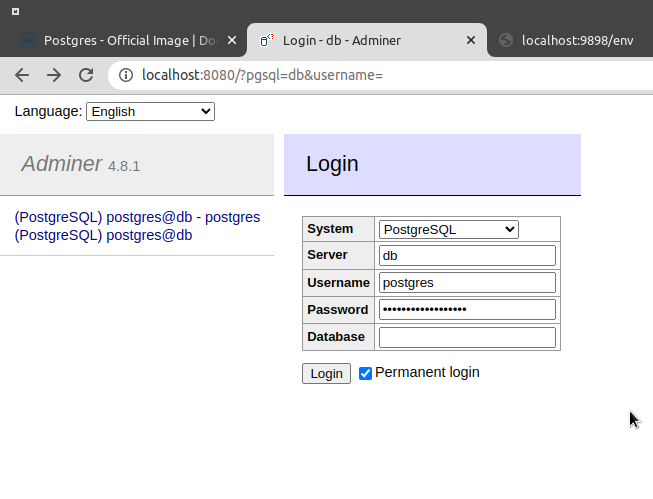 Postgres - Official Image | Do
Login - db - Adminer
localhost:9898/env
localhost:8080/?pgsql=db&username=
Language: English
Adminer 4.8.1
Login
(PostgreSQL) postgres@db - postgres
(PostgreSQL) postgres@db
System PostgreSQL
Server db
Username postgres
Password ••••••••••••••••••
Database
Login Permanent login